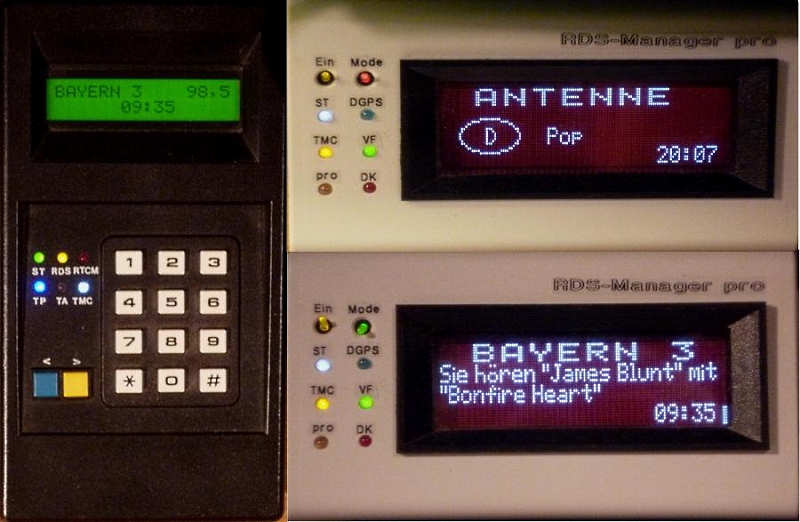 BAYERN 3 98,5
09:35
ST RDS RTCM
TP TA TMC
< >
1 2 3
4 5 6
7 8 9
* 0 #
RDS-Manager pro
Ein Mode
ST DGPS
TMC VF
pro DK
ANTENNE
D Pop
20:07
RDS-Manager pro
Ein Mode
ST DGPS
TMC VF
pro DK
BAYERN 3
Sie hören "James Blunt" mit
"Bonfire Heart"
09:35